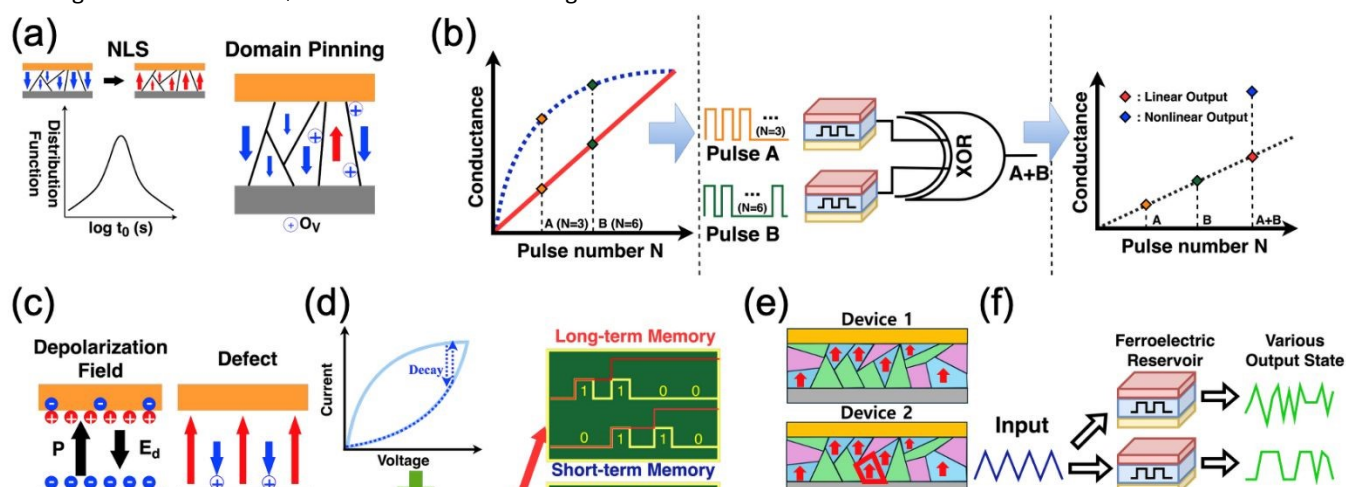 (a)
NLS
Domain Pinning
Distribution
Function
log t₀ (s)
+ Oᵥ
(b)
Conductance
A (N=3)
B (N=6)
Pulse number N
...
(N=3)
Pulse A
...
(N=6)
Pulse B
XOR
A+B
Conductance
: Linear Output
: Nonlinear Output
A
B
A+B
Pulse number N
(c)
Depolarization
Field
Defect
P
E_d
(d)
Current
Decay
Voltage
Long-term Memory
1 1 0 0
0 1 1 0
Short-term Memory
(e)
Device 1
Device 2
(f)
Ferroelectric
Reservoir
Various
Output State
Input